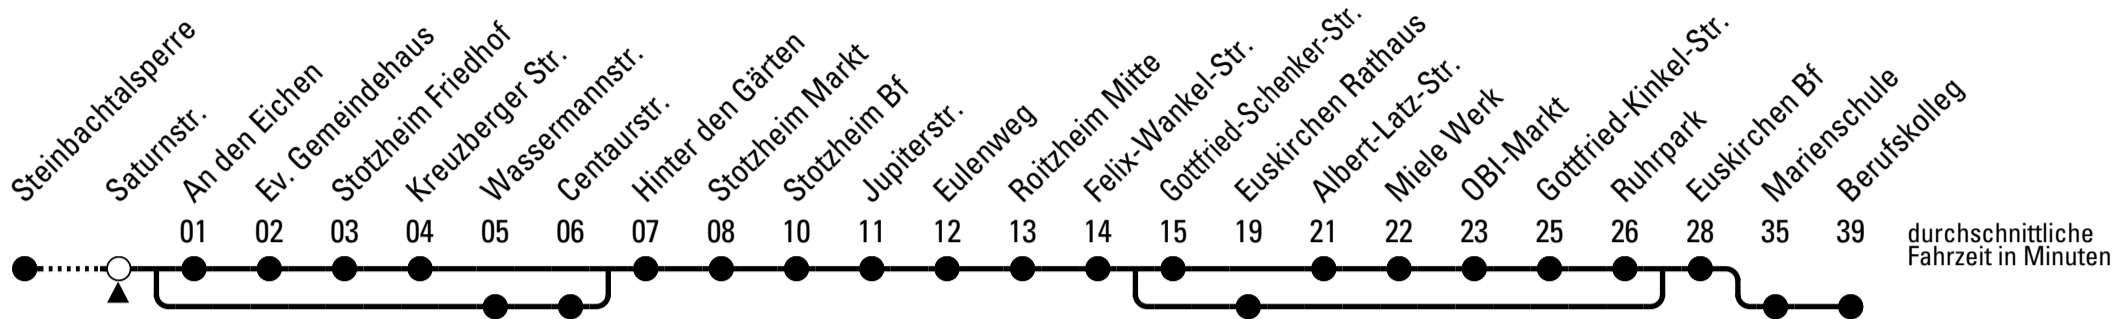 Steinbachtalsperre
Saturnstr.
An den Eichen
Ev. Gemeindehaus
Stotzheim Friedhof
Kreuzberger Str.
Wassermannstr.
Centaurstr.
Hinter den Gärten
Stotzheim Markt
Stotzheim Bf
Jupiterstr.
Eulenweg
Roitzheim Mitte
Felix-Wankel-Str.
Gottfried-Schenker-Str.
Euskirchen Rathaus
Albert-Latz-Str.
Miele Werk
OBI-Markt
Gottfried-Kinkel-Str.
Ruhrpark
Euskirchen Bf
Marienschule
Berufskolleg
01 02 03 04 05 06 07 08 10 11 12 13 14 15 19 21 22 23 25 26 28 35 39
durchschnittliche
Fahrzeit in Minuten